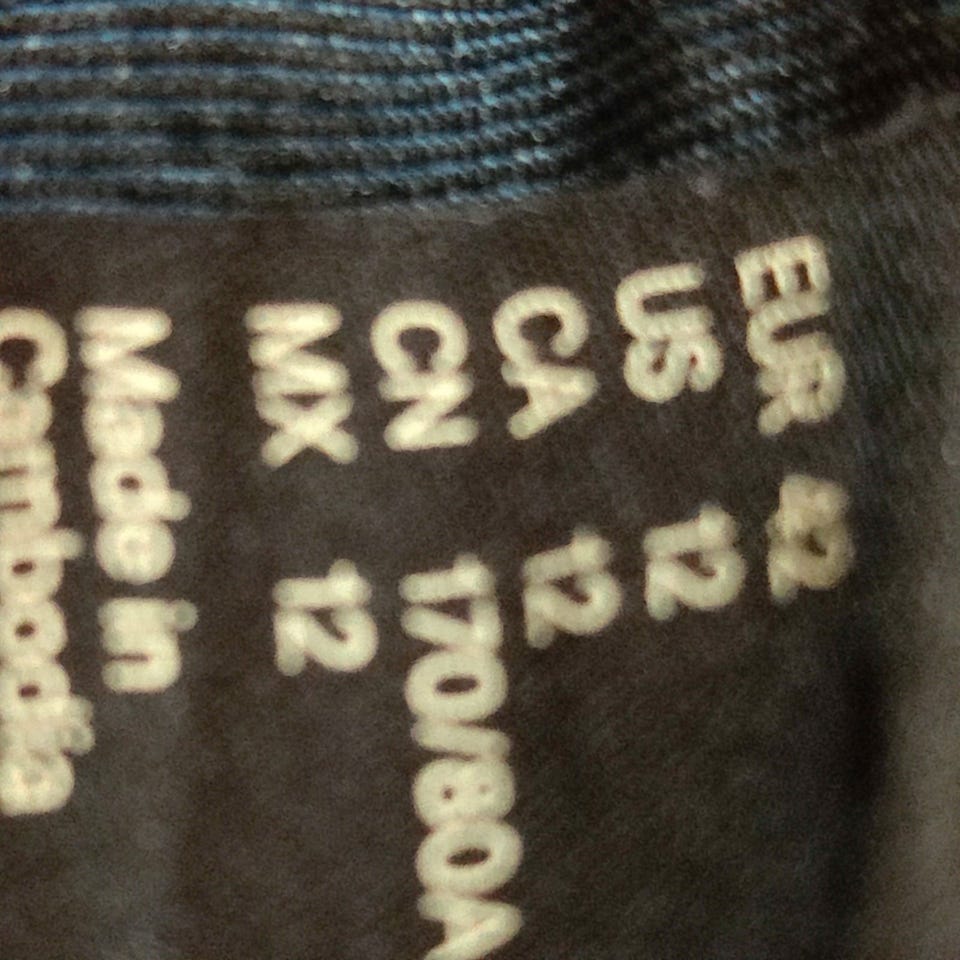 EUR 42
US 12
CA 12
CN 170/80A
MX 12
Made in
Cambodia